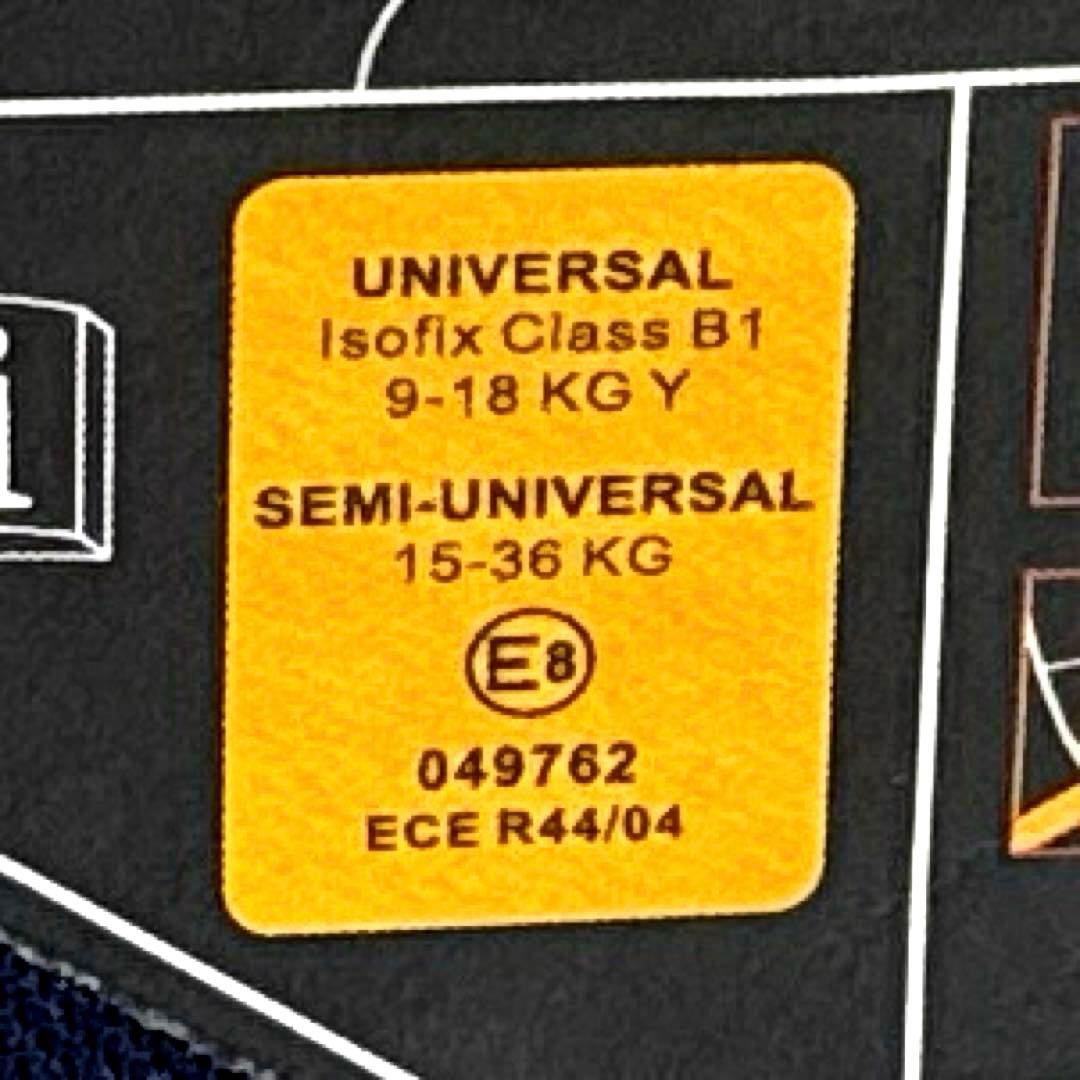 UNIVERSAL
Isofix Class B1
9-18 KG Y
SEMI-UNIVERSAL
15-36 KG
E8
049762
ECE R44/04
i